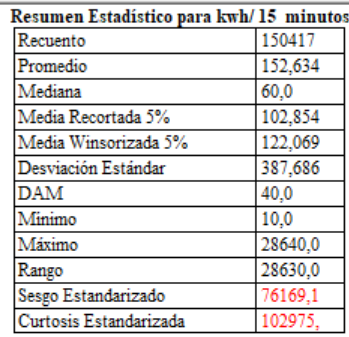 Resumen Estadístico para kwh/ 15 minutos
Recuento 150417
Promedio 152,634
Mediana 60,0
Media Recortada 5% 102,854
Media Winsorizada 5% 122,069
Desviación Estándar 387,686
DAM 40,0
Mínimo 10,0
Máximo 28640,0
Rango 28630,0
Sesgo Estandarizado 76169,1
Curtosis Estandarizada 102975,